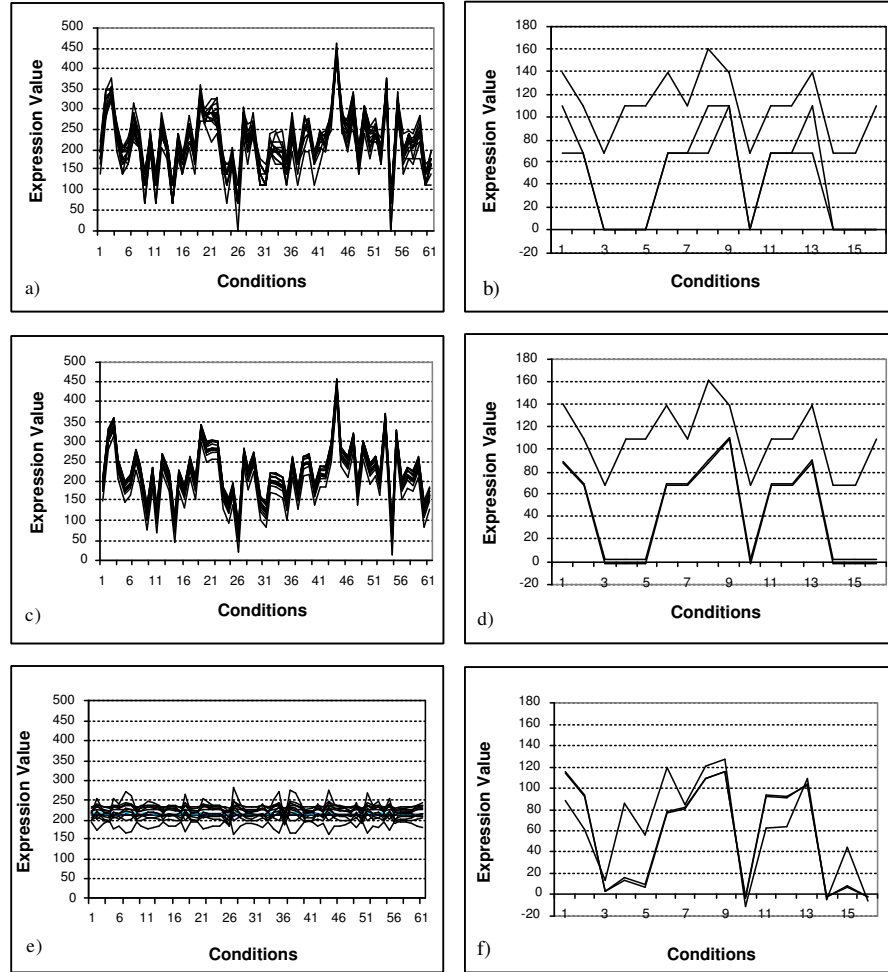 500
450
400
350
300
250
200
150
100
50
0
Expression Value
1 6 11 16 21 26 31 36 41 46 51 56 61
Conditions
a)
180
160
140
120
100
80
60
40
20
0
-20
Expression Value
1 3 5 7 9 11 13 15
Conditions
b)
500
450
400
350
300
250
200
150
100
50
0
Expression Value
1 6 11 16 21 26 31 36 41 46 51 56 61
Conditions
c)
180
160
140
120
100
80
60
40
20
0
-20
Expression Value
1 3 5 7 9 11 13 15
Conditions
d)
500
450
400
350
300
250
200
150
100
50
0
Expression Value
1 6 11 16 21 26 31 36 41 46 51 56 61
Conditions
e)
180
160
140
120
100
80
60
40
20
0
-20
Expression Value
1 3 5 7 9 11 13 15
Conditions
f)